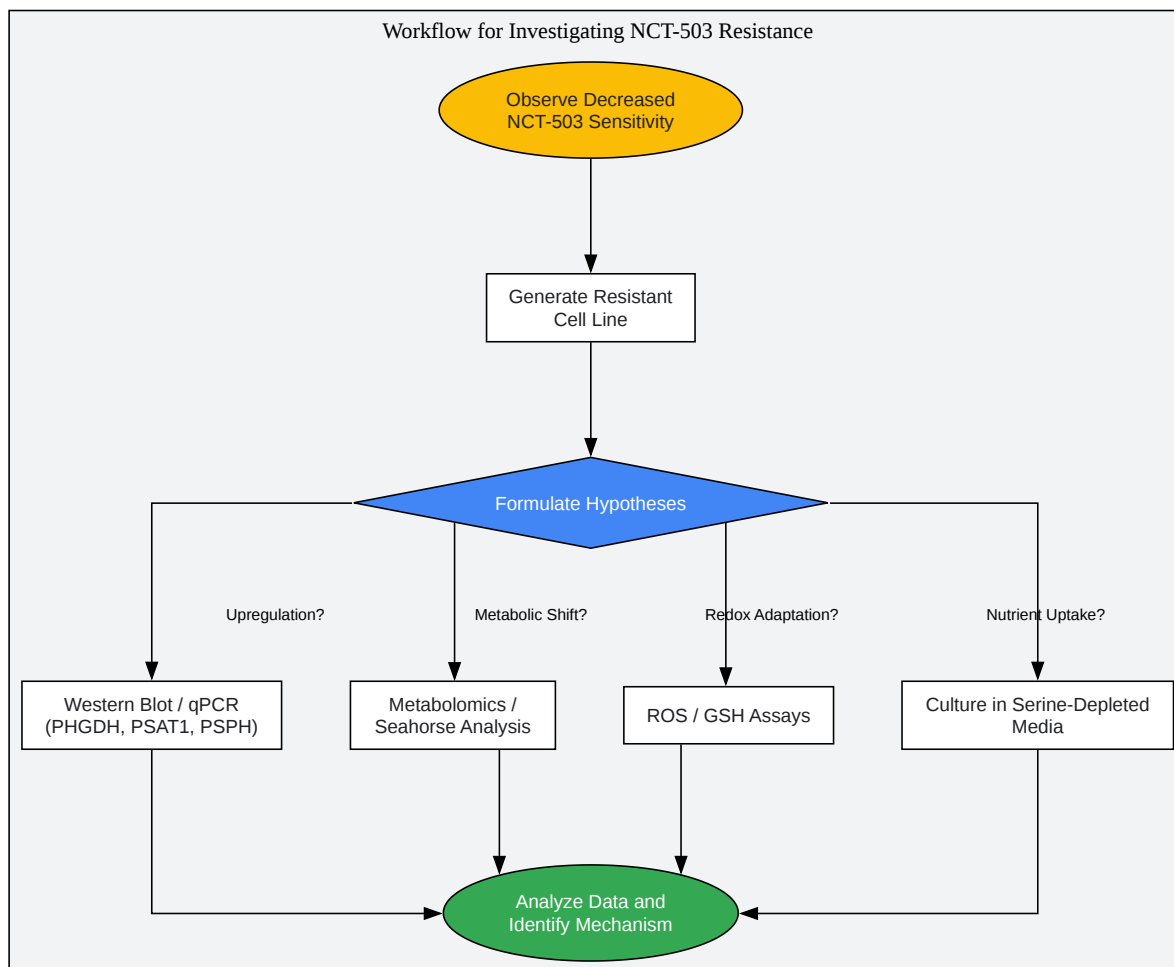 Workflow for Investigating NCT-503 Resistance
Observe Decreased
NCT-503 Sensitivity
Generate Resistant
Cell Line
Formulate Hypotheses
Upregulation?
Metabolic Shift?
Redox Adaptation?
Nutrient Uptake?
Western Blot / qPCR
(PHGDH, PSAT1, PSPH)
Metabolomics /
Seahorse Analysis
ROS / GSH Assays
Culture in Serine-Depleted
Media
Analyze Data and
Identify Mechanism